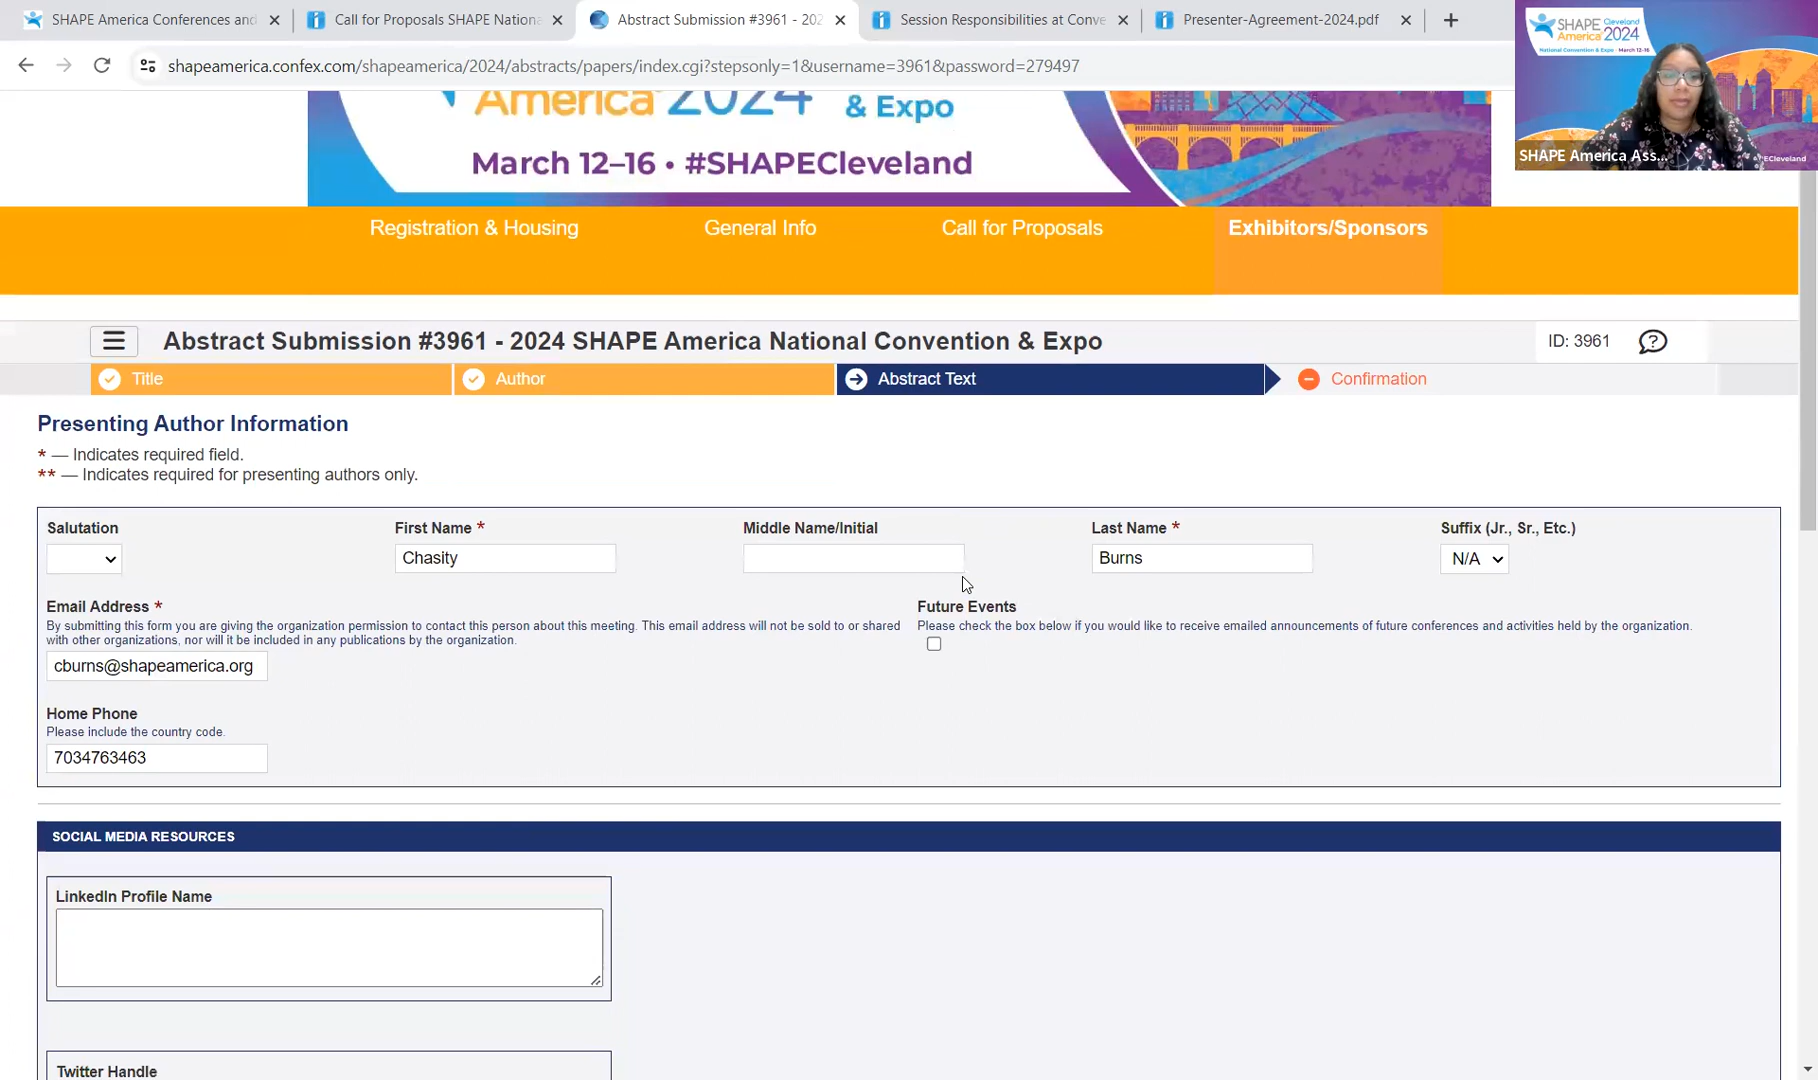 SHAPE America Conferences and
Call for Proposals SHAPE Nationa
Abstract Submission #3961 - 202
Session Responsibilities at Conve
Presenter-Agreement-2024.pdf
shapeamerica.confex.com/shapeamerica/2024/abstracts/papers/index.cgi?stepsonly=1&username=3961&password=279497
SHAPE Cleveland
America 2024
National Convention & Expo March 12-16
SHAPE America Ass...
ECleveland
America 2024 & Expo
March 12–16 • #SHAPECleveland
Registration & Housing
General Info
Call for Proposals
Exhibitors/Sponsors
Abstract Submission #3961 - 2024 SHAPE America National Convention & Expo
ID: 3961
Title
Author
Abstract Text
Confirmation
Presenting Author Information
* — Indicates required field.
** — Indicates required for presenting authors only.
Salutation
First Name *
Middle Name/Initial
Last Name *
Suffix (Jr., Sr., Etc.)
Chasity
Burns
N/A
Email Address *
By submitting this form you are giving the organization permission to contact this person about this meeting. This email address will not be sold to or shared
with other organizations, nor will it be included in any publications by the organization.
cburns@shapeamerica.org
Future Events
Please check the box below if you would like to receive emailed announcements of future conferences and activities held by the organization.
Home Phone
Please include the country code.
7034763463
SOCIAL MEDIA RESOURCES
LinkedIn Profile Name
Twitter Handle